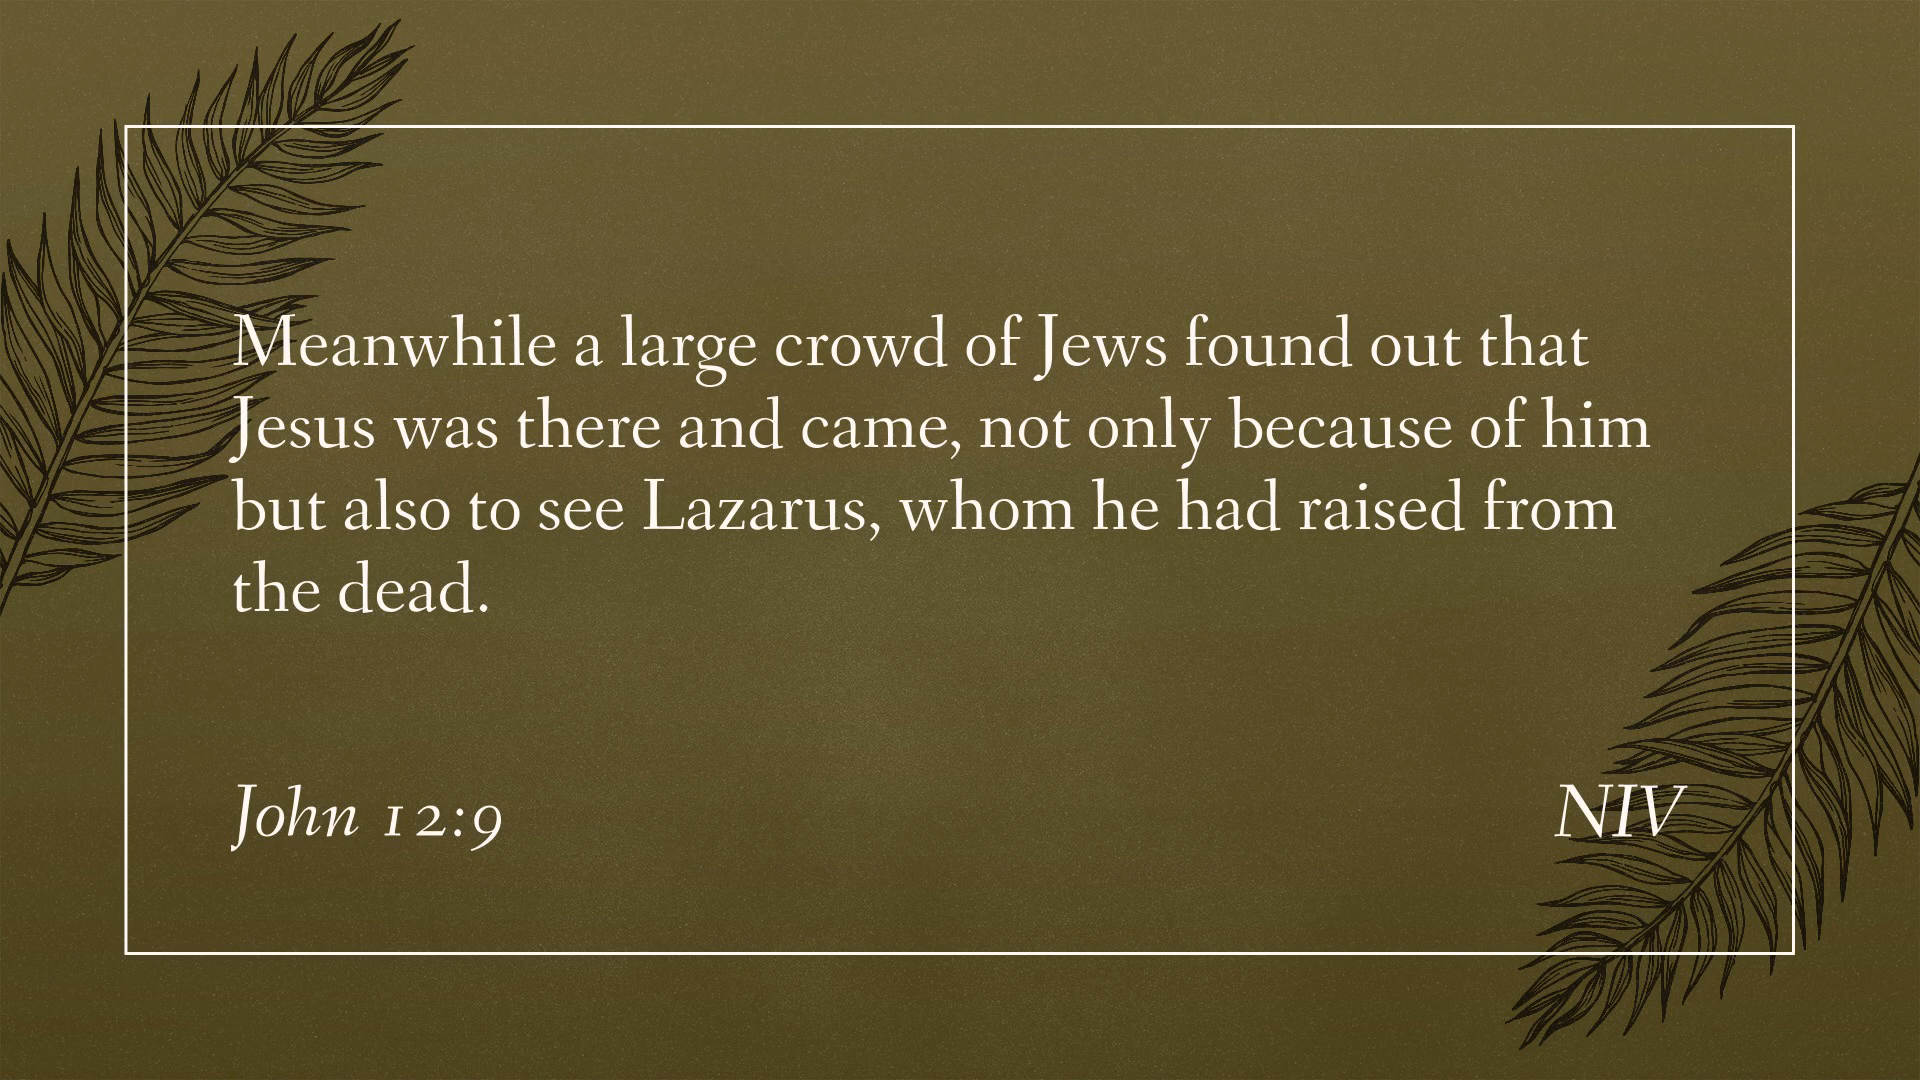 Meanwhile a large crowd of Jews found out that
Jesus was there and came, not only because of him
but also to see Lazarus, whom he had raised from
the dead.
John 12:9
NIV